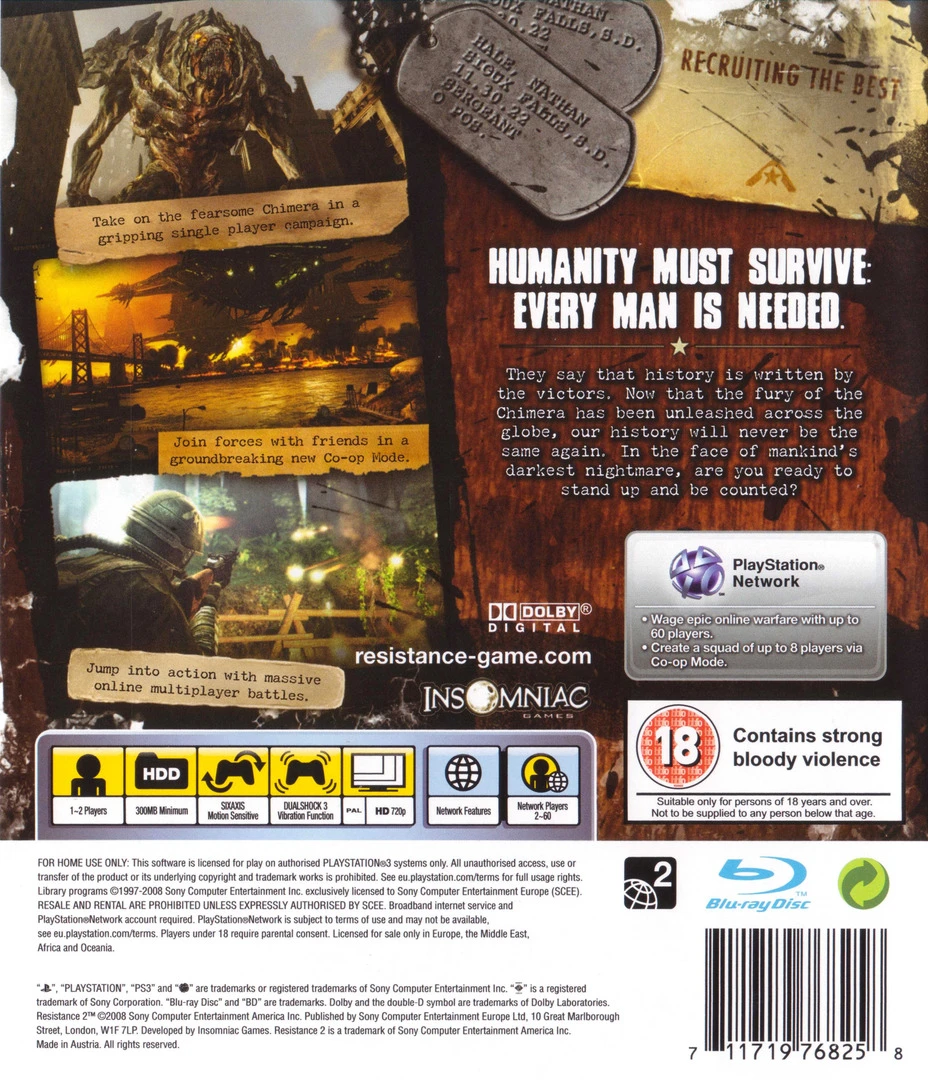 NATHAN
FALLS, S.D.
.22
HALE, NATHAN
SIOUX FALLS, S.D.
11.30.22
SERGEANT
O POS.
RECRUITING THE BEST
Take on the fearsome Chimera in a
gripping single player campaign.
Join forces with friends in a
groundbreaking new Co-op Mode.
Jump into action with massive
online multiplayer battles.
HUMANITY MUST SURVIVE:
EVERY MAN IS NEEDED.
They say that history is written by
the victors. Now that the fury of the
Chimera has been unleashed across the
globe, our history will never be the
same again. In the face of mankind's
darkest nightmare, are you ready to
stand up and be counted?
PlayStation®
Network
• Wage epic online warfare with up to
60 players.
• Create a squad of up to 8 players via
Co-op Mode.
DOLBY®
DIGITAL
resistance-game.com
INSOMNIAC
GAMES
18
Contains strong
bloody violence
Suitable only for persons of 18 years and over.
Not to be supplied to any person below that age.
HDD
1-2 Players
300MB Minimum
SIXAXIS
Motion Sensitive
DUALSHOCK 3
Vibration Function
PAL
HD 720p
Network Features
Network Players
2-60
FOR HOME USE ONLY: This software is licensed for play on authorised PLAYSTATION®3 systems only. All unauthorised access, use or
transfer of the product or its underlying copyright and trademark works is prohibited. See eu.playstation.com/terms for full usage rights.
Library programs ©1997-2008 Sony Computer Entertainment Inc. exclusively licensed to Sony Computer Entertainment Europe (SCEE).
RESALE AND RENTAL ARE PROHIBITED UNLESS EXPRESSLY AUTHORISED BY SCEE. Broadband internet service and
PlayStation®Network account required. PlayStation®Network is subject to terms of use and may not be available,
see eu.playstation.com/terms. Players under 18 require parental consent. Licensed for sale only in Europe, the Middle East,
Africa and Oceania.
2
Blu-ray Disc
TM
"", "PLAYSTATION", "PS3" and "" are trademarks or registered trademarks of Sony Computer Entertainment Inc. "" is a registered
trademark of Sony Corporation. "Blu-ray Disc" and "BD" are trademarks. Dolby and the double-D symbol are trademarks of Dolby Laboratories.
Resistance 2™ ©2008 Sony Computer Entertainment America Inc. Published by Sony Computer Entertainment Europe Ltd, 10 Great Marlborough
Street, London, W1F 7LP. Developed by Insomniac Games. Resistance 2 is a trademark of Sony Computer Entertainment America Inc.
Made in Austria. All rights reserved.
7 11719 76825 8